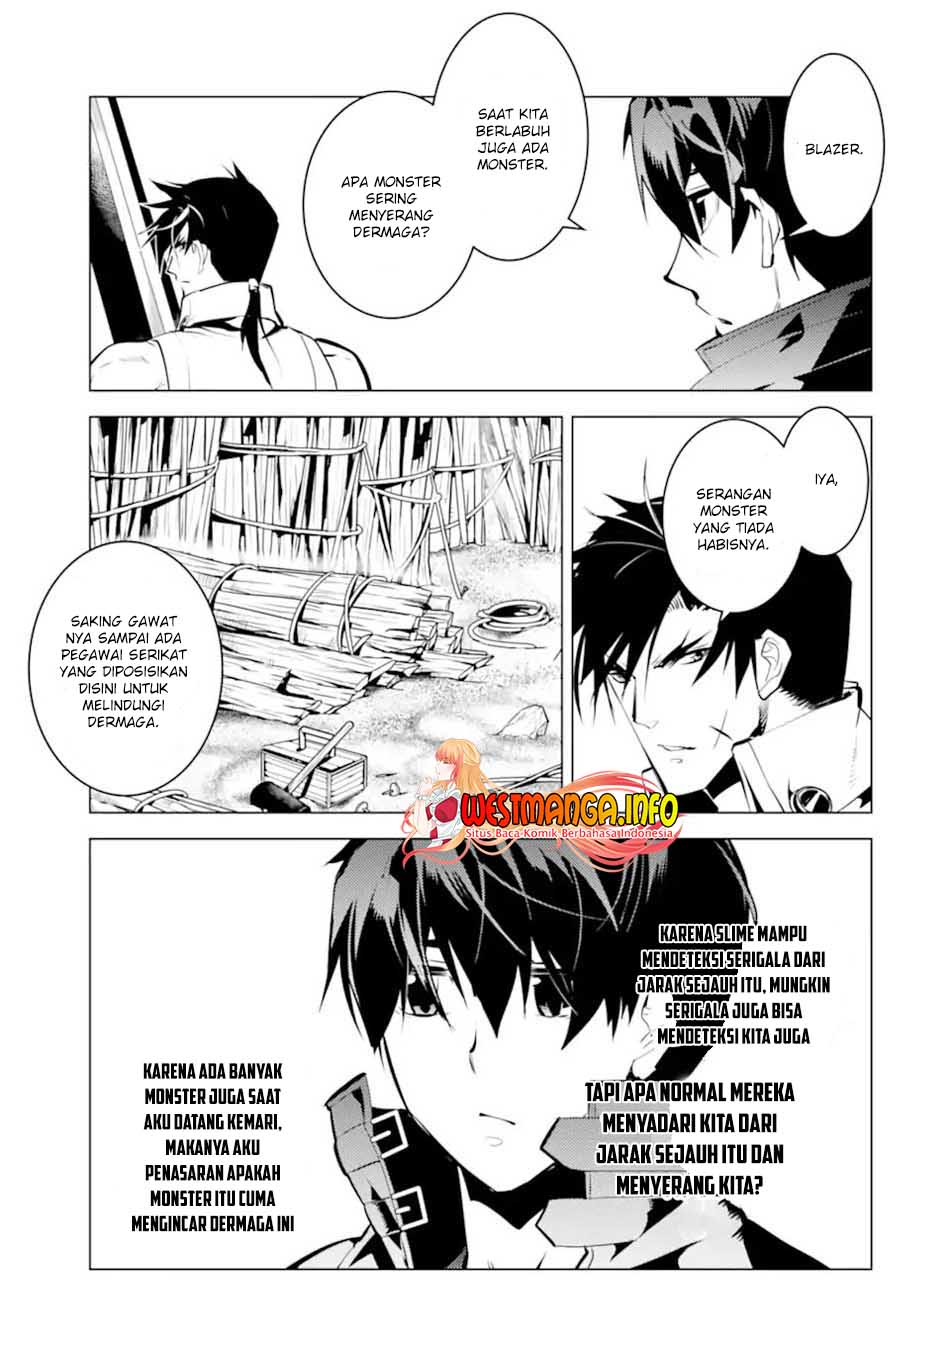 BLAZER.
SAAT KITA
BERLABUH
JUGA ADA
MONSTER.
APA MONSTER
SERING
MENYERANG
DERMAGA?
IYA,
SERANGAN
MONSTER
YANG TIADA
HABISNYA.
SAKING GAWAT
NYA SAMPAI ADA
PEGAWAI SERIKAT
YANG DIPOSISIKAN
DISINI UNTUK
MELINDUNGI
DERMAGA.
WESTMANGA.INFO
Situs Baca Komik Berbahasa Indonesia
KARENA SLIME MAMPU
MENDETEKSI SERIGALA DARI
JARAK SEJAUH ITU, MUNGKIN
SERIGALA JUGA BISA
MENDETEKSI KITA JUGA
TAPI APA NORMAL MEREKA
MENYADARI KITA DARI
JARAK SEJAUH ITU DAN
MENYERANG KITA?
KARENA ADA BANYAK
MONSTER JUGA SAAT
AKU DATANG KEMARI,
MAKANYA AKU
PENASARAN APAKAH
MONSTER ITU CUMA
MENGINCAR DERMAGA INI